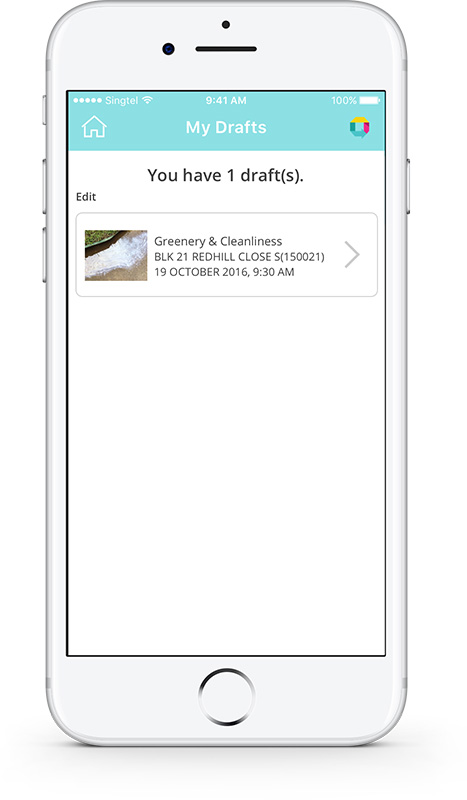 Singtel 9:41 AM 100%
My Drafts
You have 1 draft(s).
Edit
Greenery & Cleanliness
BLK 21 REDHILL CLOSE S(150021)
19 OCTOBER 2016, 9:30 AM